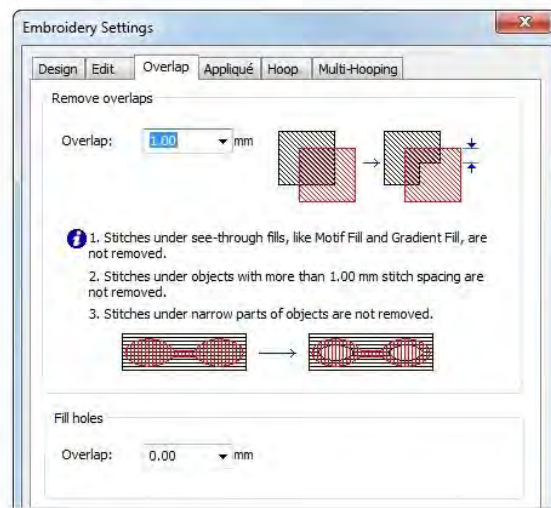 Embroidery Settings
Design Edit Overlap Appliqué Hoop Multi-Hooping
Remove overlaps
Overlap: 1.00 mm
1. Stitches under see-through fills, like Motif Fill and Gradient Fill, are
not removed.
2. Stitches under objects with more than 1.00 mm stitch spacing are
not removed.
3. Stitches under narrow parts of objects are not removed.
Fill holes
Overlap: 0.00 mm